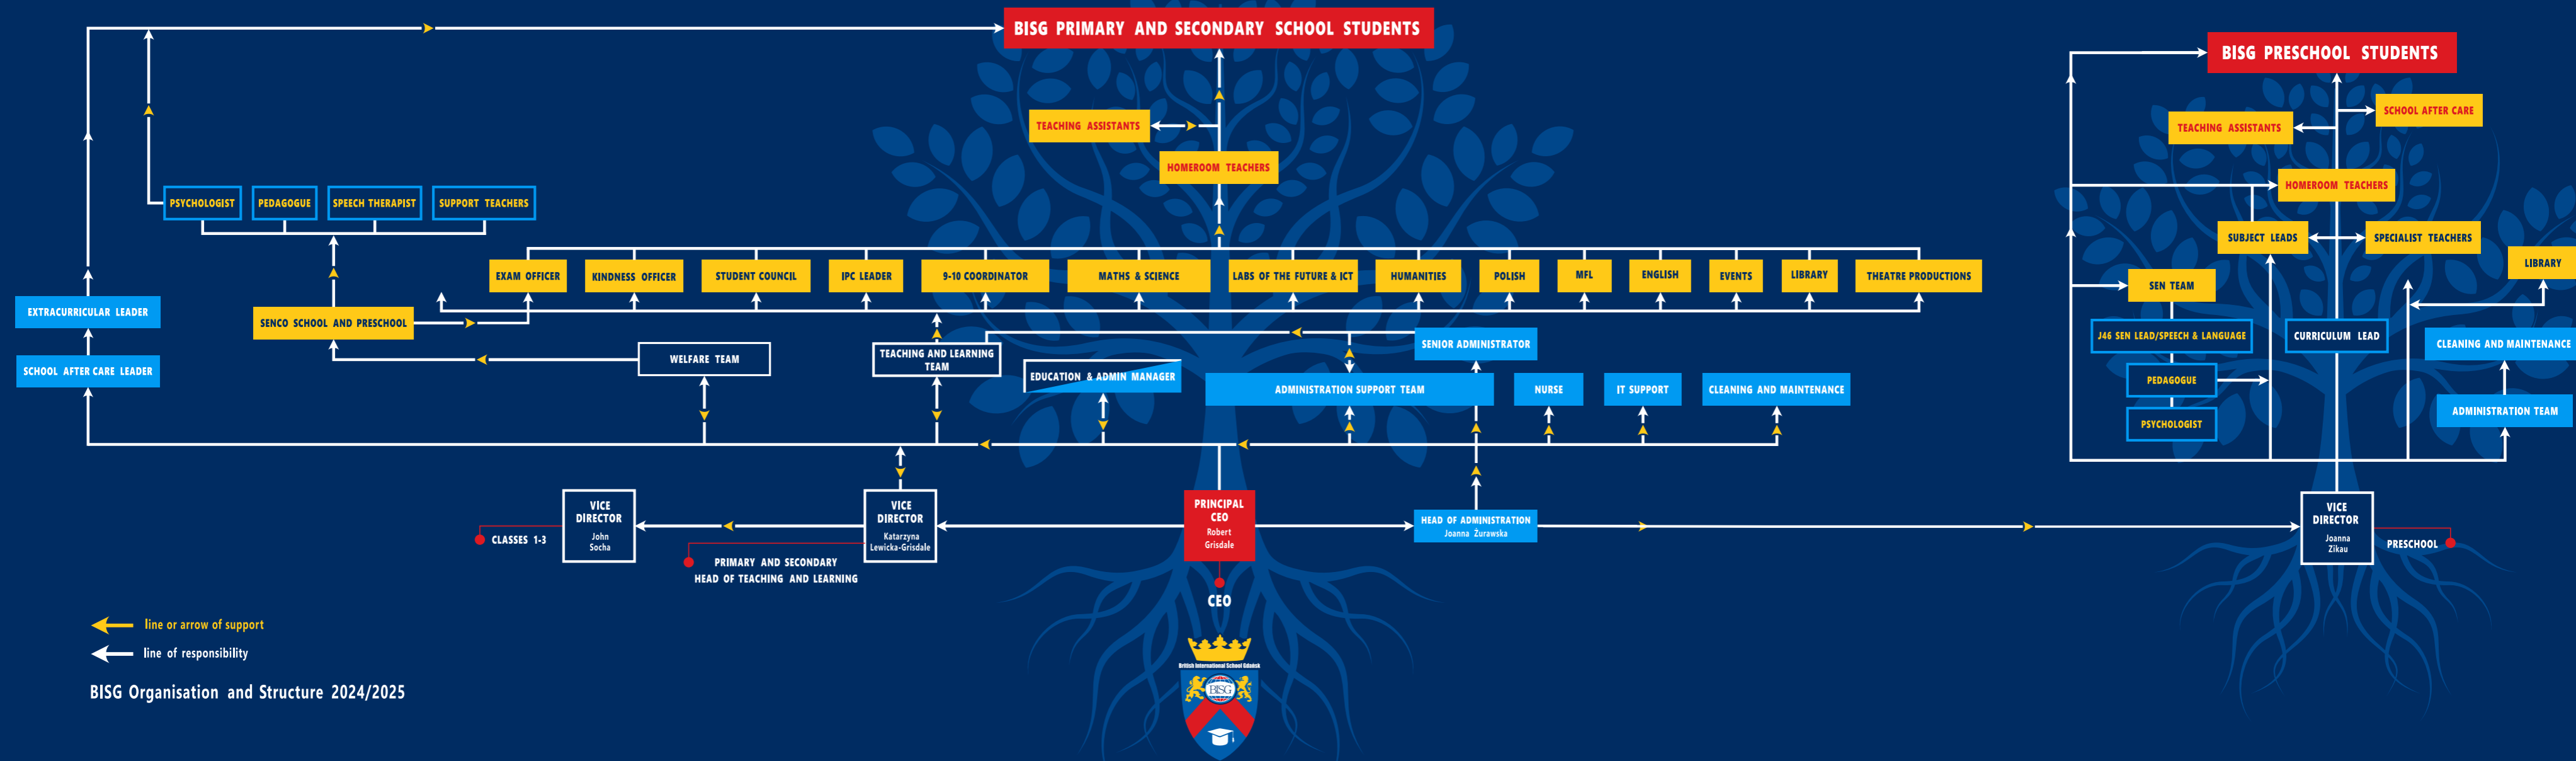 BISG PRIMARY AND SECONDARY SCHOOL STUDENTS
BISG PRESCHOOL STUDENTS
TEACHING ASSISTANTS
HOMEROOM TEACHERS
SCHOOL AFTER CARE
TEACHING ASSISTANTS
HOMEROOM TEACHERS
PSYCHOLOGIST
PEDAGOGUE
SPEECH THERAPIST
SUPPORT TEACHERS
SUBJECT LEADS
SPECIALIST TEACHERS
LIBRARY
EXAM OFFICER
KINDNESS OFFICER
STUDENT COUNCIL
IPC LEADER
9-10 COORDINATOR
MATHS & SCIENCE
LABS OF THE FUTURE & ICT
HUMANITIES
POLISH
MFL
ENGLISH
EVENTS
LIBRARY
THEATRE PRODUCTIONS
SEN TEAM
EXTRACURRICULAR LEADER
SENCO SCHOOL AND PRESCHOOL
J46 SEN LEAD/SPEECH & LANGUAGE
CURRICULUM LEAD
CLEANING AND MAINTENANCE
SCHOOL AFTER CARE LEADER
WELFARE TEAM
TEACHING AND LEARNING
TEAM
SENIOR ADMINISTRATOR
EDUCATION & ADMIN MANAGER
ADMINISTRATION SUPPORT TEAM
NURSE
IT SUPPORT
CLEANING AND MAINTENANCE
PEDAGOGUE
PSYCHOLOGIST
ADMINISTRATION TEAM
VICE
DIRECTOR
John
Socha
CLASSES 1-3
VICE
DIRECTOR
Katarzyna
Lewicka-Grisdale
PRIMARY AND SECONDARY
HEAD OF TEACHING AND LEARNING
PRINCIPAL
CEO
Robert
Grisdale
CEO
HEAD OF ADMINISTRATION
Joanna Żurawska
VICE
DIRECTOR
Joanna
Zikau
PRESCHOOL
line or arrow of support
line of responsibility
BISG Organisation and Structure 2024/2025
British International School Gdańsk
BISG